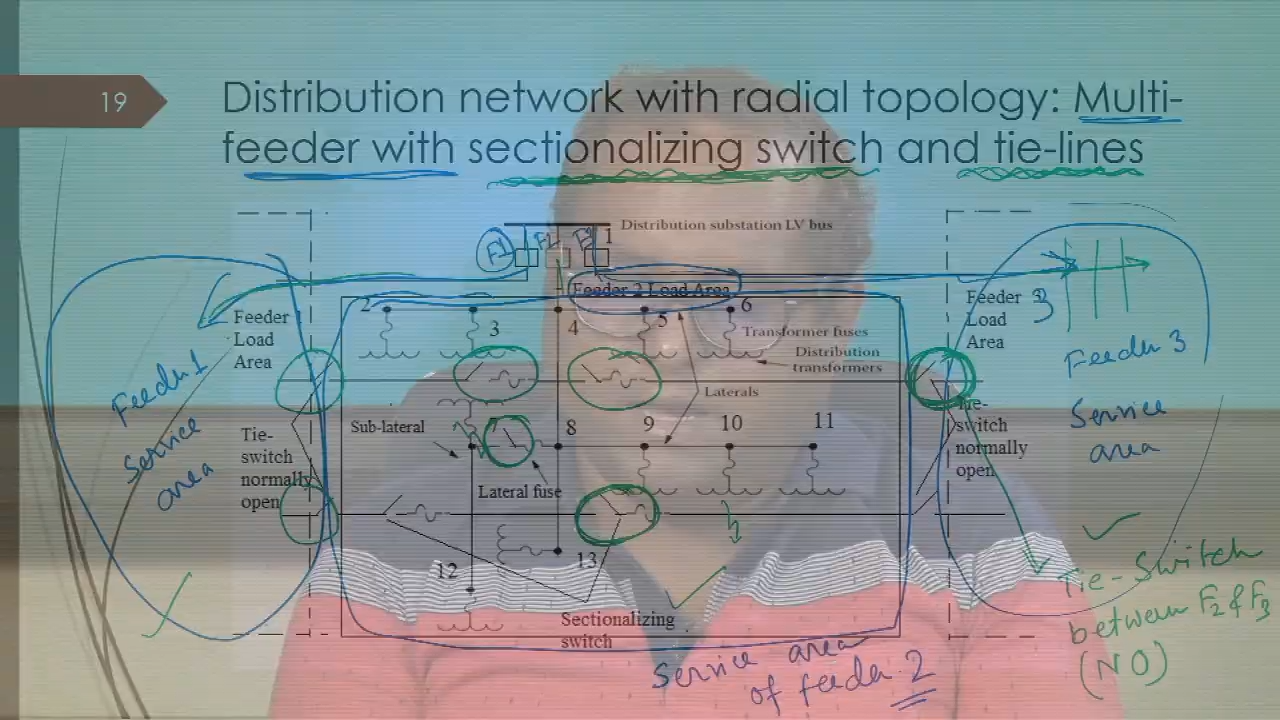 19
Distribution network with radial topology: Multi-
feeder with sectionalizing switch and tie-lines
Distribution substation LV bus
F1
1
Feeder 2 Load Area
2
3
4
5
6
Transformer fuses
Distribution
transformers
Laterals
Feeder 1
Load
Area
Feeder 3
Load
Area
Feeder 1
Service
area
Feeder 3
Service
area
Tie-
switch
normally
open
Sub-lateral
7
8
9
10
11
Tie-
switch
normally
open
Lateral fuse
12
13
Sectionalizing
switch
Service area
of feeder 2
Tie-Switch
between F2 & F3
(NO)